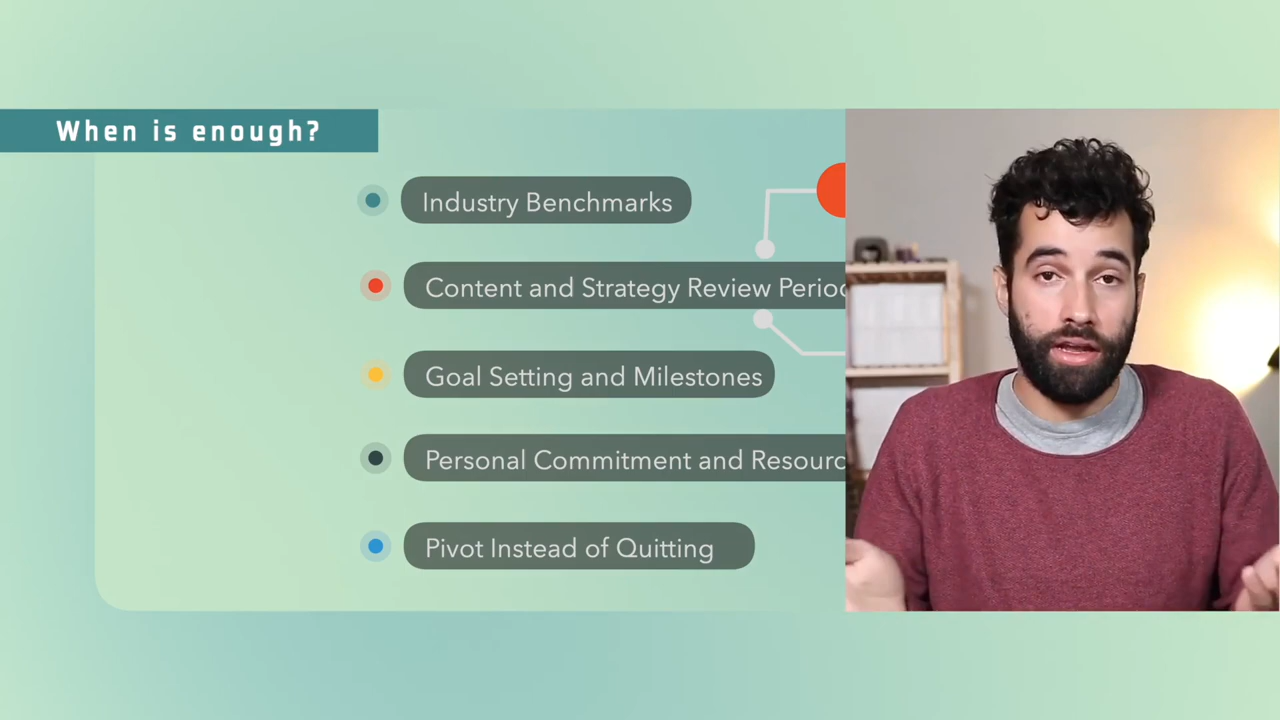 When is enough?
Industry Benchmarks
Content and Strategy Review
Goal Setting and Milestones
Personal Commitment and
Pivot Instead of Quitting